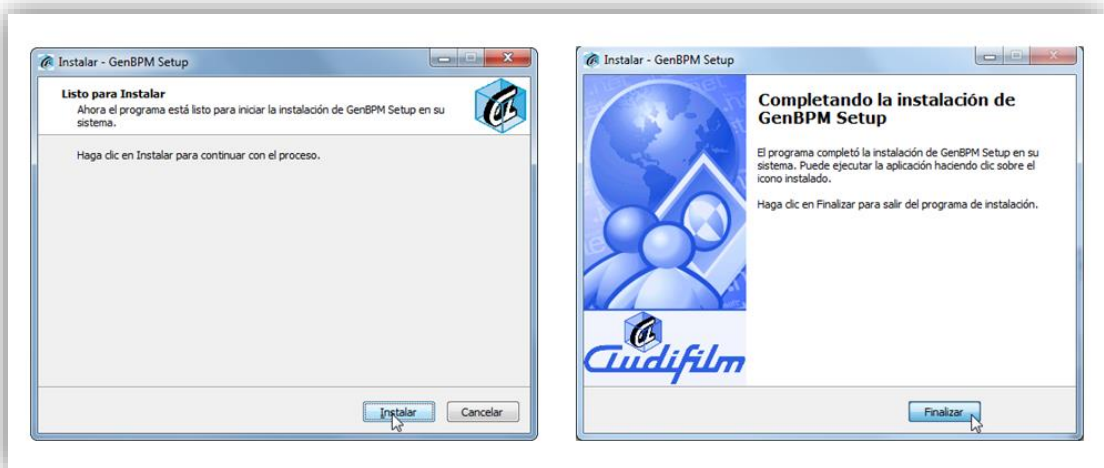 Instalar - GenBPM Setup
Listo para Instalar
Ahora el programa está listo para iniciar la instalación de GenBPM Setup en su
sistema.
Haga clic en Instalar para continuar con el proceso.
Instalar
Cancelar
Instalar - GenBPM Setup
Completando la instalación de
GenBPM Setup
El programa completó la instalación de GenBPM Setup en su
sistema. Puede ejecutar la aplicación haciendo clic sobre el
icono instalado.
Haga clic en Finalizar para salir del programa de instalación.
Audifilm
Finalizar